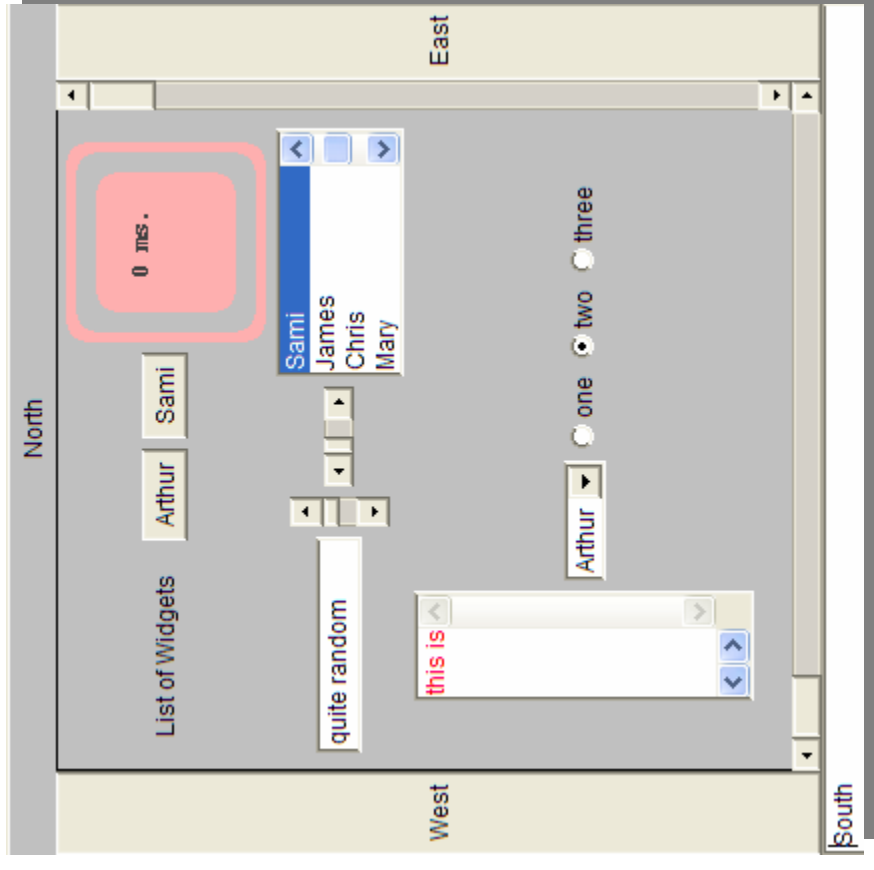 North
West
List of Widgets
Arthur
Sami
0 ms.
quite random
Sami
James
Chris
Mary
this is
Arthur
one
two
three
East
South